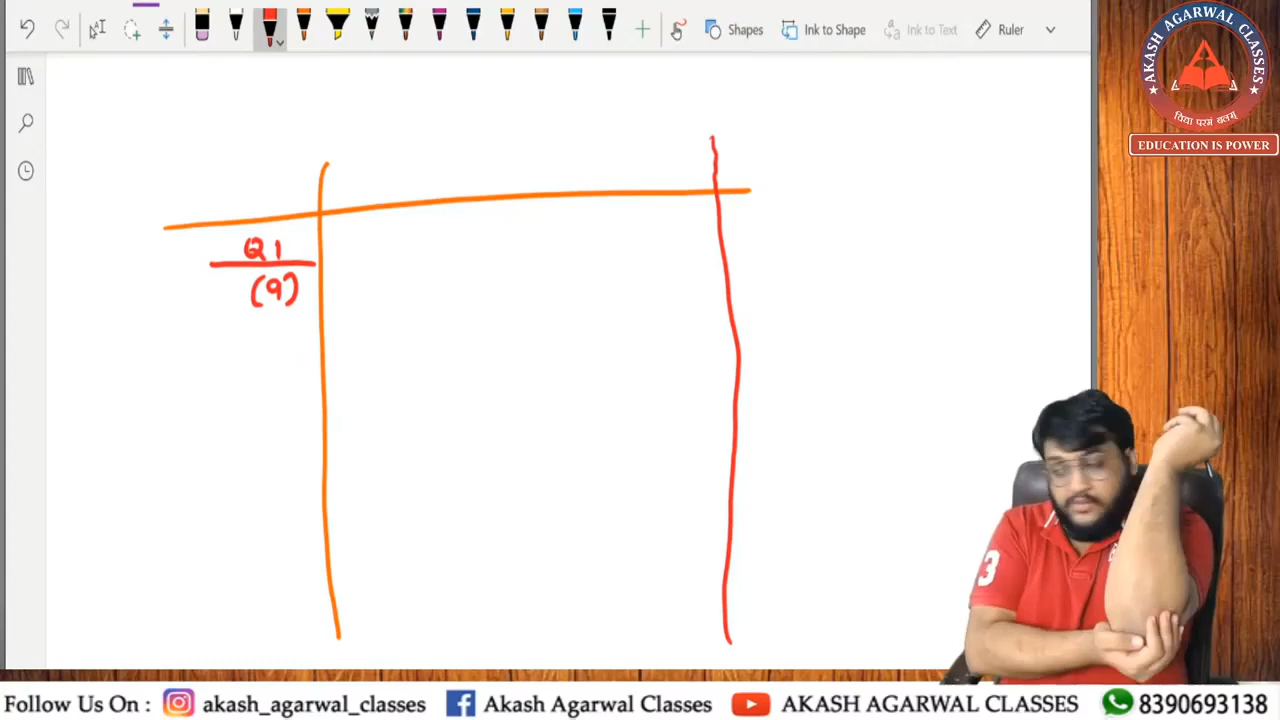 Shapes
Ink to Shape
Ink to Text
Ruler
AKASH AGARWAL CLASSES
विद्या परमं बलम्
EDUCATION IS POWER
Q1
(9)
3
Follow Us On : akash_agarwal_classes Akash Agarwal Classes AKASH AGARWAL CLASSES 8390693138